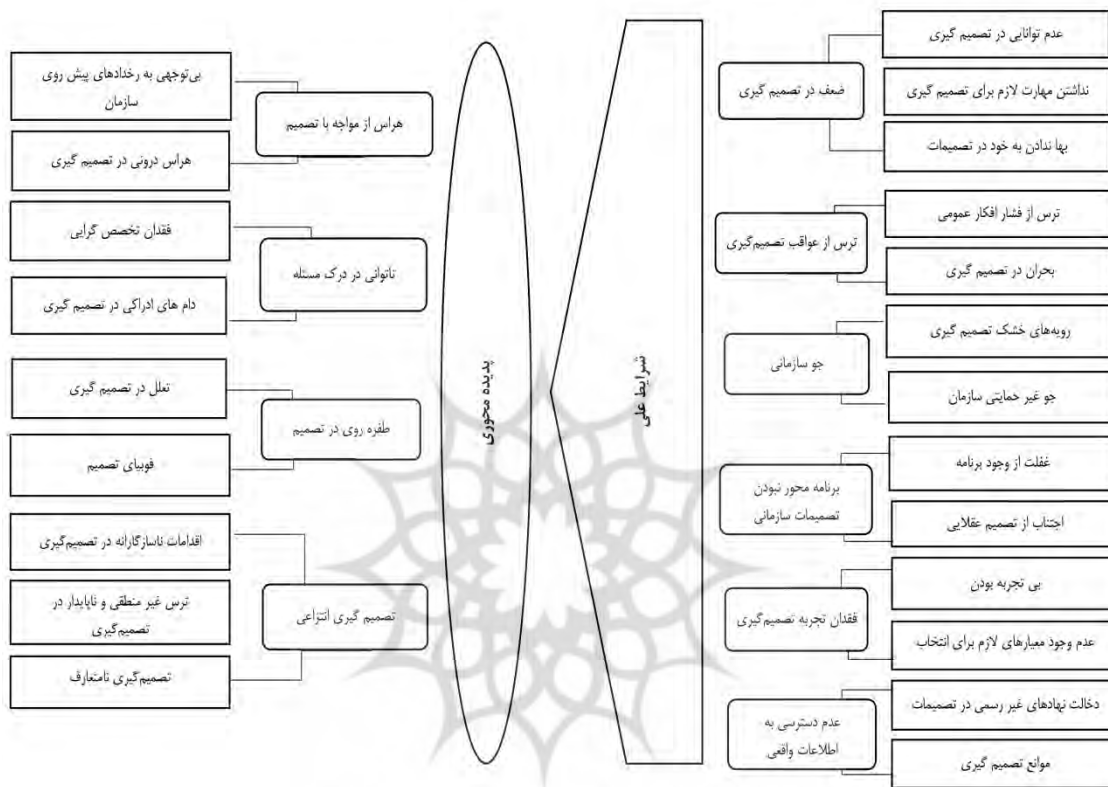 عدم توانایی در تصمیم گیری
نداشتن مهارت لازم برای تصمیم گیری
بها ندادن به خود در تصمیمات
ضعف در تصمیم گیری
ترس از فشار افکار عمومی
بحران در تصمیم گیری
ترس از عواقب تصمیم‌گیری
رویه‌های خشک تصمیم گیری
جو غیر حمایتی سازمان
جو سازمانی
غفلت از وجود برنامه
اجتناب از تصمیم عقلایی
برنامه محور نبودن
تصمیمات سازمانی
بی تجربه بودن
عدم وجود معیارهای لازم برای انتخاب
فقدان تجربه تصمیم‌گیری
دخالت نهادهای غیر رسمی در تصمیمات
موانع تصمیم گیری
عدم دسترسی به
اطلاعات واقعی
شرایط علی
پدیده محوری
هراس از مواجه با تصمیم
بی‌توجهی به رخدادهای پیش روی
سازمان
هراس درونی در تصمیم گیری
ناتوانی در درک مسئله
فقدان تخصص گرایی
دام های ادراکی در تصمیم گیری
طفره روی در تصمیم
تعلل در تصمیم گیری
فوبیای تصمیم
تصمیم گیری انتزاعی
اقدامات ناسازگارانه در تصمیم‌گیری
ترس غیر منطقی و ناپایدار در
تصمیم‌گیری
تصمیم‌گیری نامتعارف